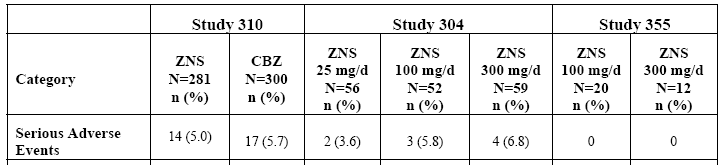 Study 310 Study 304 Study 355
Category ZNS N=281 n (%) CBZ N=300 n (%) ZNS 25 mg/d N=56 n (%) ZNS 100 mg/d N=52 n (%) ZNS 300 mg/d N=59 n (%) ZNS 100 mg/d N=20 n (%) ZNS 300 mg/d N=12 n (%)
Serious Adverse Events 14 (5.0) 17 (5.7) 2 (3.6) 3 (5.8) 4 (6.8) 0 0